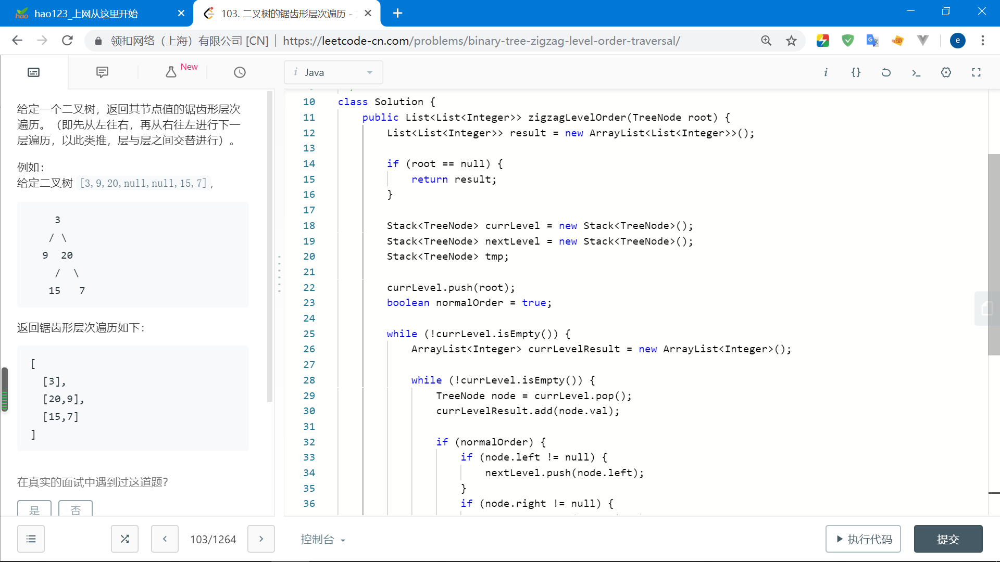 hao123_上网从这里开始
103. 二叉树的锯齿形层次遍历 -
领扣网络（上海）有限公司 [CN] | https://leetcode-cn.com/problems/binary-tree-zigzag-level-order-traversal/
e
New
i Java
给定一个二叉树，返回其节点值的锯齿形层次
遍历。（即先从左往右，再从右往左进行下一
层遍历，以此类推，层与层之间交替进行）。
例如：
给定二叉树 [3,9,20,null,null,15,7],
3
/ \
9 20
/ \
15 7
返回锯齿形层次遍历如下：
[
[3],
[20,9],
[15,7]
]
在真实的面试中遇到过这道题？
是 否
103/1264
10 class Solution {
11 public List<List<Integer>> zigzagLevelOrder(TreeNode root) {
12 List<List<Integer>> result = new ArrayList<List<Integer>>();
13
14 if (root == null) {
15 return result;
16 }
17
18 Stack<TreeNode> currLevel = new Stack<TreeNode>();
19 Stack<TreeNode> nextLevel = new Stack<TreeNode>();
20 Stack<TreeNode> tmp;
21
22 currLevel.push(root);
23 boolean normalOrder = true;
24
25 while (!currLevel.isEmpty()) {
26 ArrayList<Integer> currLevelResult = new ArrayList<Integer>();
27
28 while (!currLevel.isEmpty()) {
29 TreeNode node = currLevel.pop();
30 currLevelResult.add(node.val);
31
32 if (normalOrder) {
33 if (node.left != null) {
34 nextLevel.push(node.left);
35 }
36 if (node.right != null) {
控制台
执行代码
提交